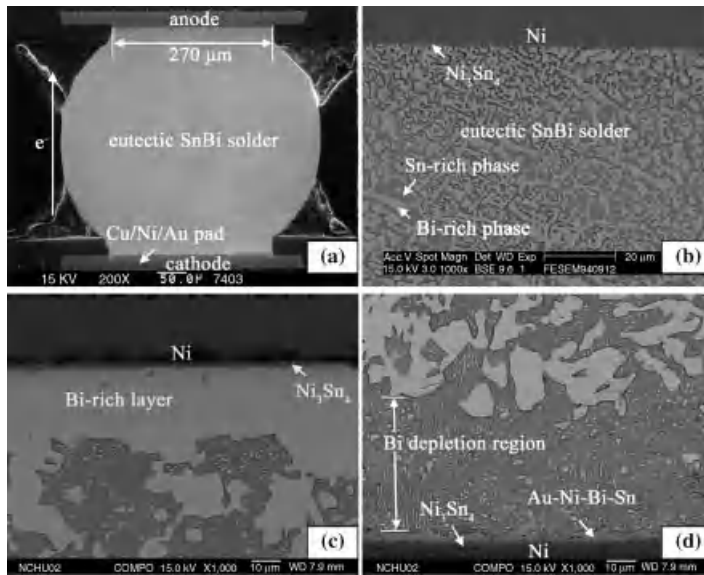 anode
270 μm
e
eutectic SnBi solder
Cu/Ni/Au pad
cathode
(a)
15 KV 200X 50.0μ 7403
Ni
Ni3Sn4
eutectic SnBi solder
Sn-rich phase
Bi-rich phase
(b)
Acc.V Spot Magn Det WD Exp 20 μm
15.0 kV 3.0 1000x BSE 9.6 1 FESEM940912
Ni
Ni3Sn4
Bi-rich layer
(c)
NCHU02 COMPO 15.0 kV X1,000 10μm WD 7.9 mm
Bi depletion region
Ni3Sn4
Au-Ni-Bi-Sn
Ni
(d)
NCHU02 COMPO 15.0 kV X1,000 10μm WD 7.9 mm